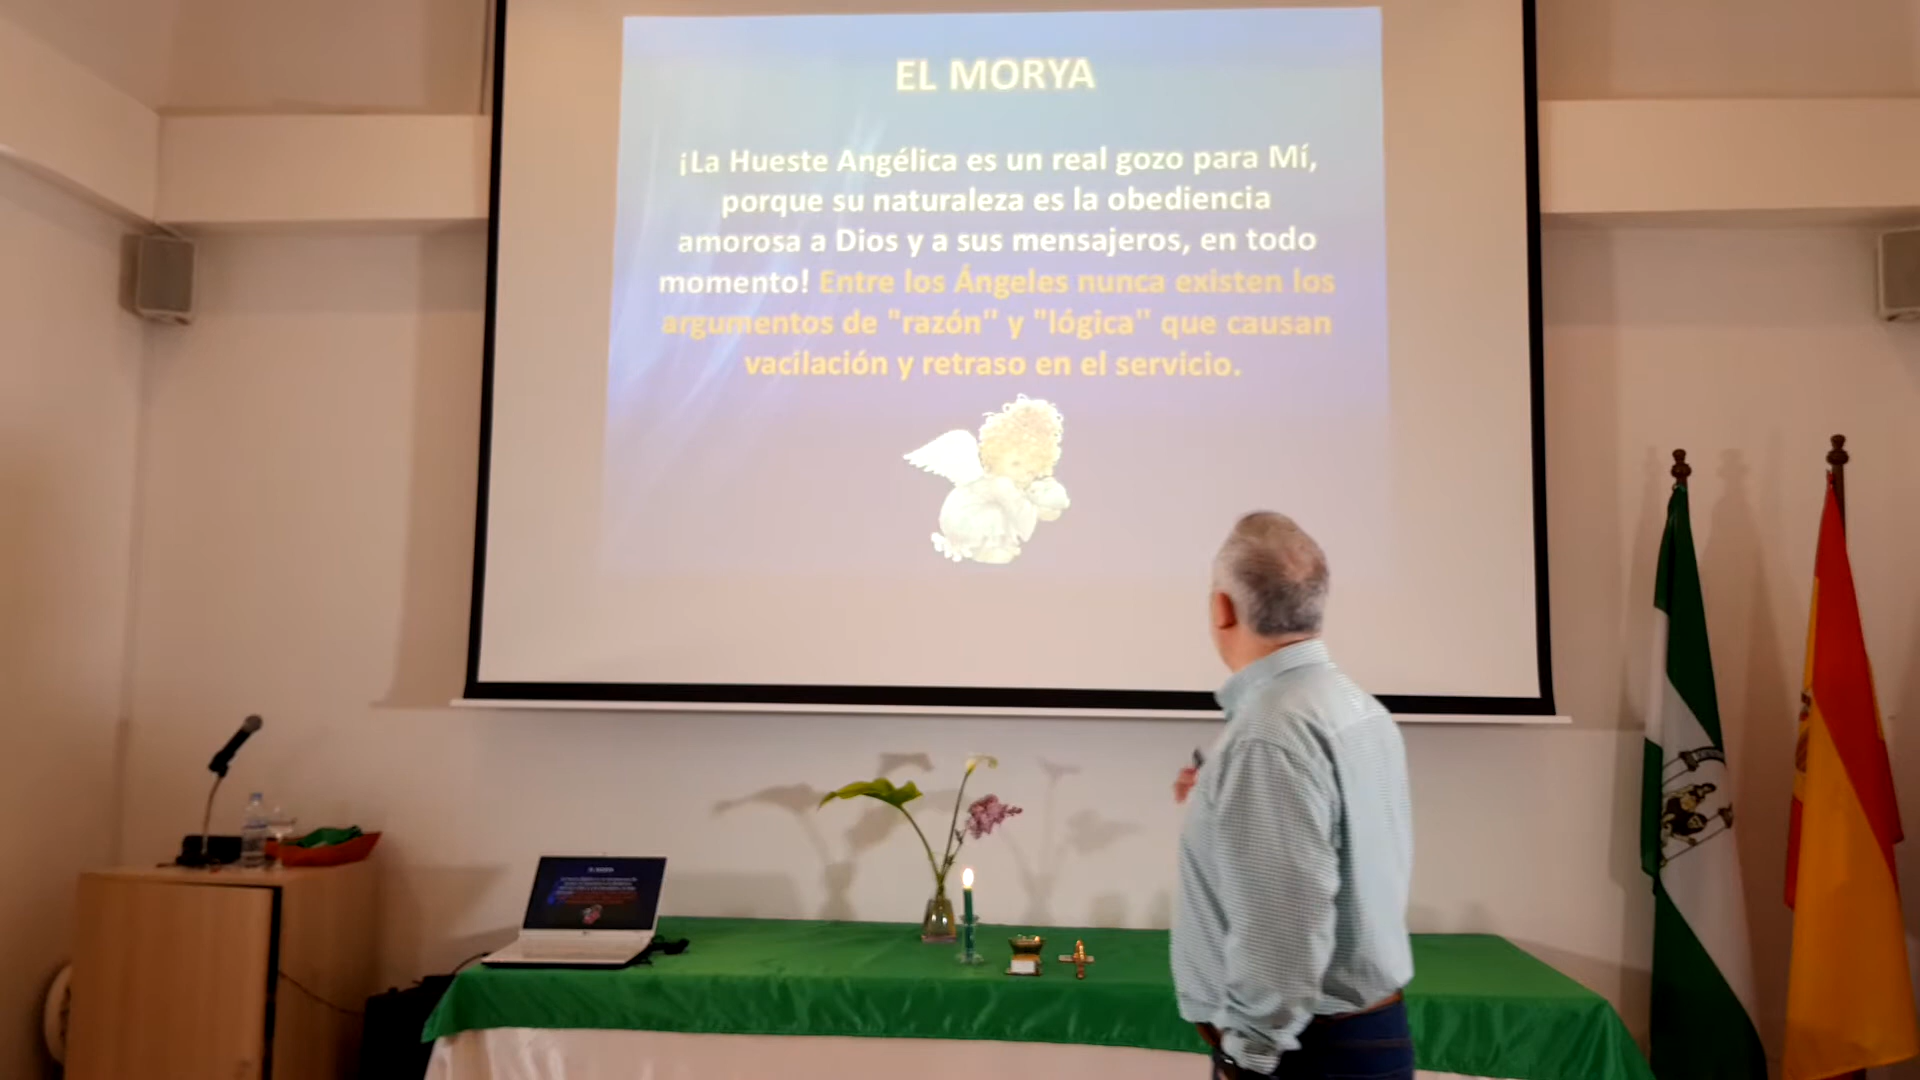 EL MORYA
¡La Hueste Angélica es un real gozo para Mí,
porque su naturaleza es la obediencia
amorosa a Dios y a sus mensajeros, en todo
momento! Entre los Ángeles nunca existen los
argumentos de "razón" y "lógica" que causan
vacilación y retraso en el servicio.